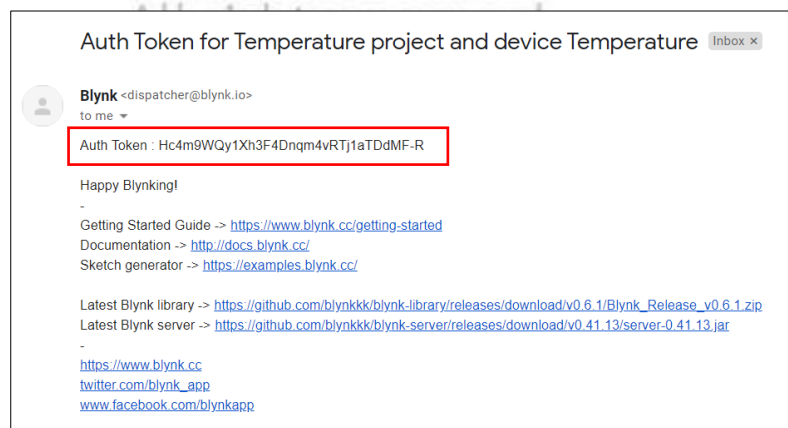 Auth Token for Temperature project and device Temperature Inbox ×
Blynk <dispatcher@blynk.io>
to me
Auth Token : Hc4m9WQy1Xh3F4Dnqm4vRTj1aTDdMF-R
Happy Blynking!
-
Getting Started Guide -> https://www.blynk.cc/getting-started
Documentation -> http://docs.blynk.cc/
Sketch generator -> https://examples.blynk.cc/
Latest Blynk library -> https://github.com/blynkkk/blynk-library/releases/download/v0.6.1/Blynk_Release_v0.6.1.zip
Latest Blynk server -> https://github.com/blynkkk/blynk-server/releases/download/v0.41.13/server-0.41.13.jar
-
https://www.blynk.cc
twitter.com/blynk_app
www.facebook.com/blynkapp